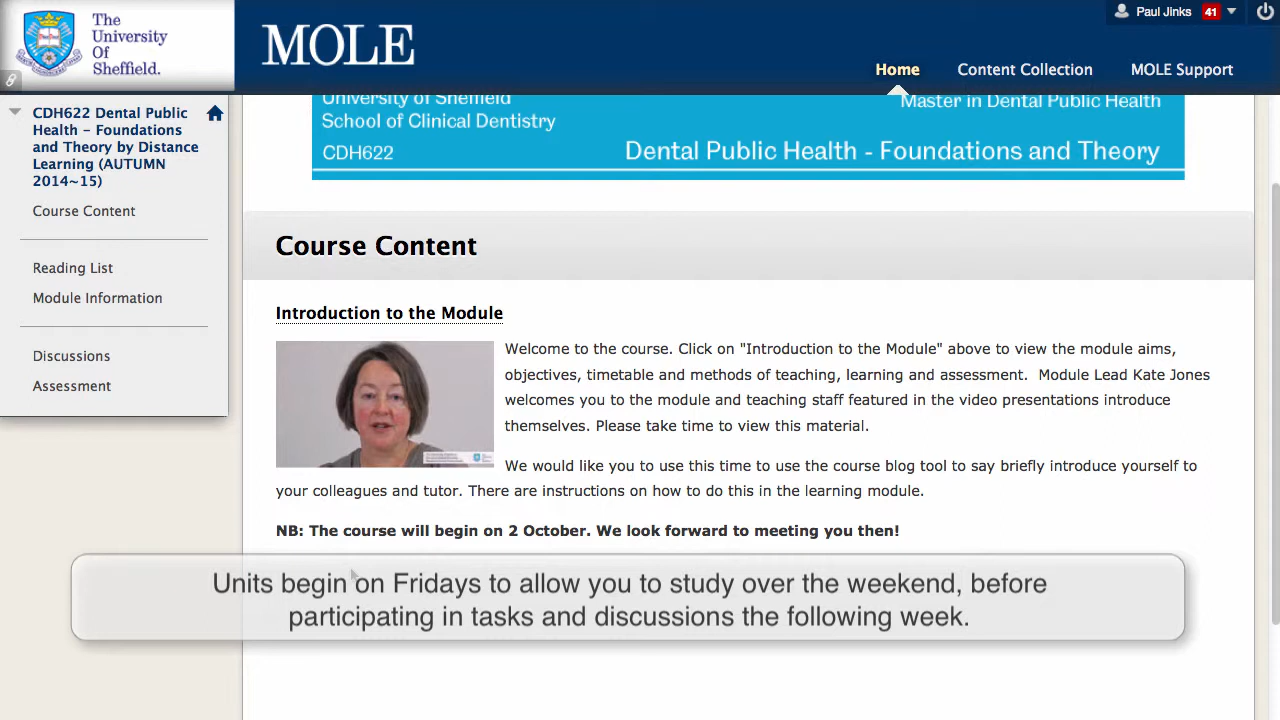 The
University
Of
Sheffield.
MOLE
Paul Jinks 41
Home
Content Collection
MOLE Support
CDH622 Dental Public
Health – Foundations
and Theory by Distance
Learning (AUTUMN
2014~15)
Course Content
Reading List
Module Information
Discussions
Assessment
University of Sheffield
School of Clinical Dentistry
CDH622
Master in Dental Public Health
Dental Public Health - Foundations and Theory
Course Content
Introduction to the Module
Welcome to the course. Click on "Introduction to the Module" above to view the module aims,
objectives, timetable and methods of teaching, learning and assessment. Module Lead Kate Jones
welcomes you to the module and teaching staff featured in the video presentations introduce
themselves. Please take time to view this material.
We would like you to use this time to use the course blog tool to say briefly introduce yourself to
your colleagues and tutor. There are instructions on how to do this in the learning module.
NB: The course will begin on 2 October. We look forward to meeting you then!
Units begin on Fridays to allow you to study over the weekend, before
participating in tasks and discussions the following week.